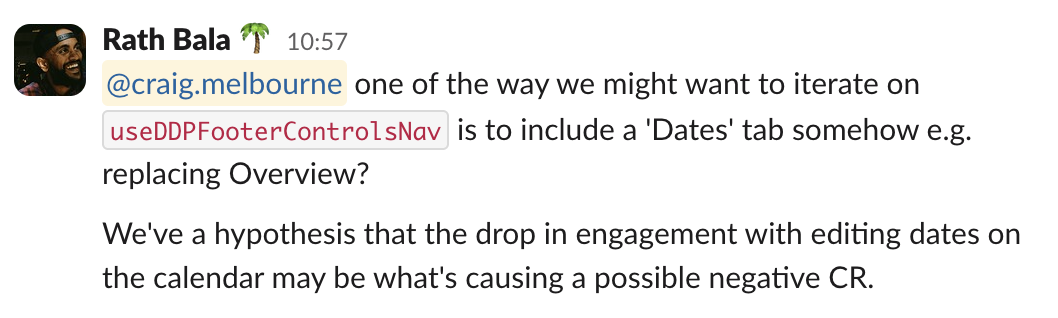 Rath Bala 🌴 10:57
@craig.melbourne one of the way we might want to iterate on
useDDPFooterControlsNav is to include a 'Dates' tab somehow e.g.
replacing Overview?
We've a hypothesis that the drop in engagement with editing dates on
the calendar may be what's causing a possible negative CR.